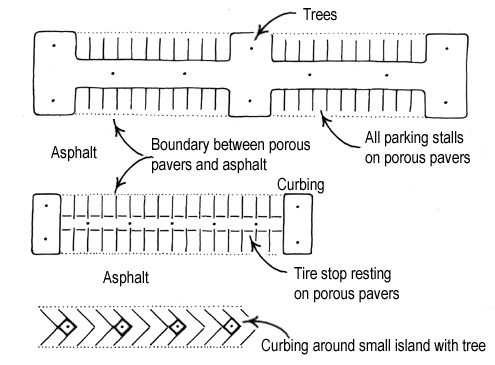 Trees
All parking stalls
on porous pavers
Boundary between porous
pavers and asphalt
Asphalt
Curbing
Tire stop resting
on porous pavers
Asphalt
Curbing around small island with tree